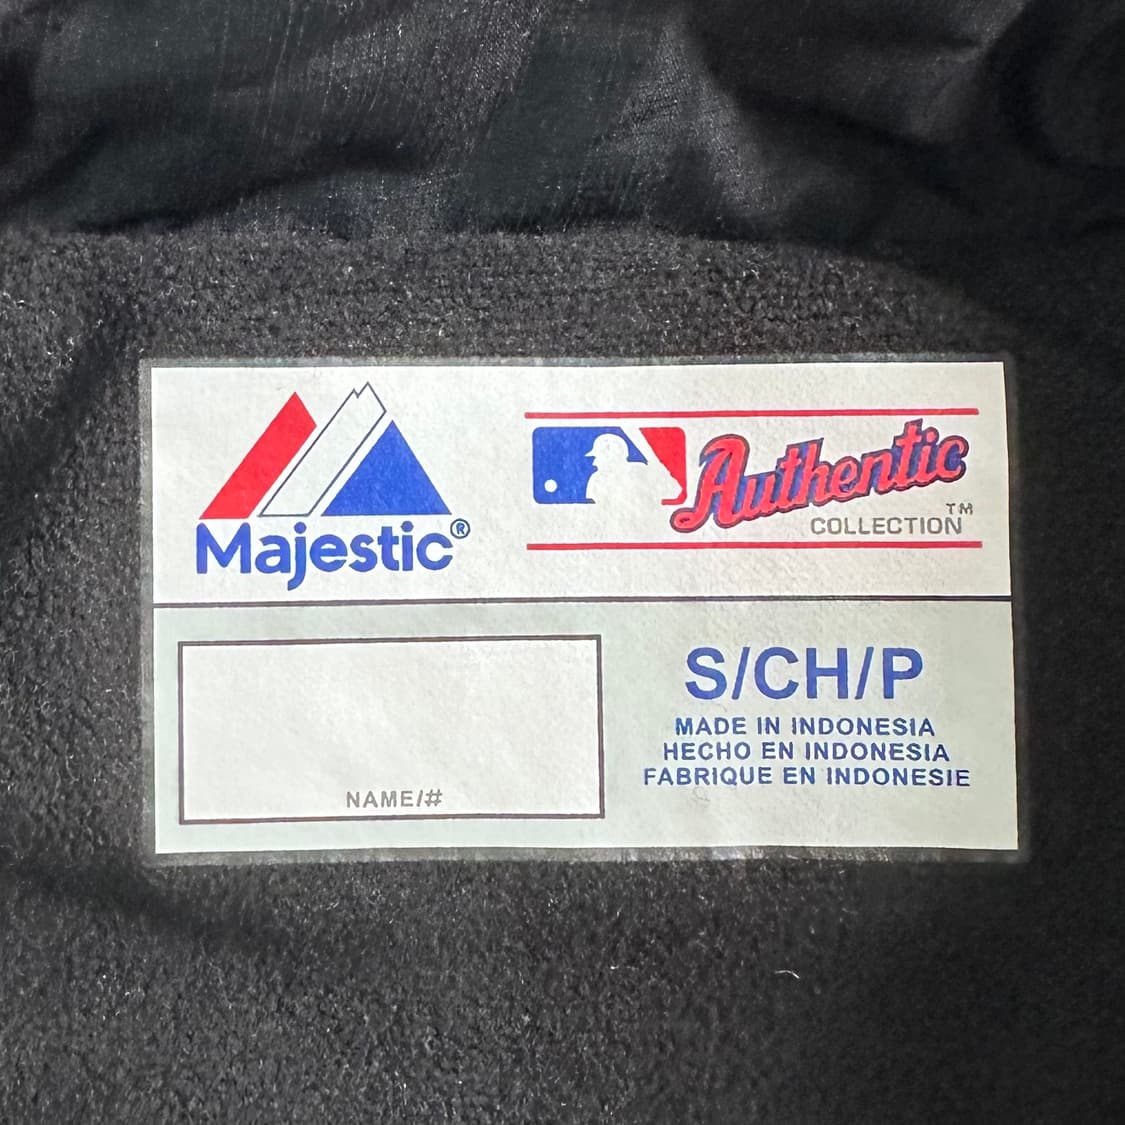 Majestic®
Authentic
COLLECTION™
NAME/#
S/CH/P
MADE IN INDONESIA
HECHO EN INDONESIA
FABRIQUE EN INDONESIE